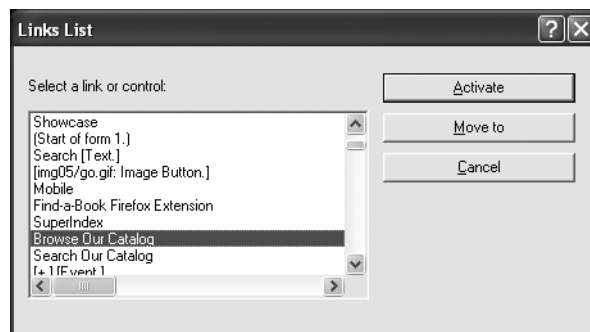 Links List
Select a link or control:
Showcase
(Start of form 1.)
Search [Text.]
[img05/go.gif: Image Button.]
Mobile
Find-a-Book Firefox Extension
SuperIndex
Browse Our Catalog
Search Our Catalog
[+ ] [Event.]
Activate
Move to
Cancel